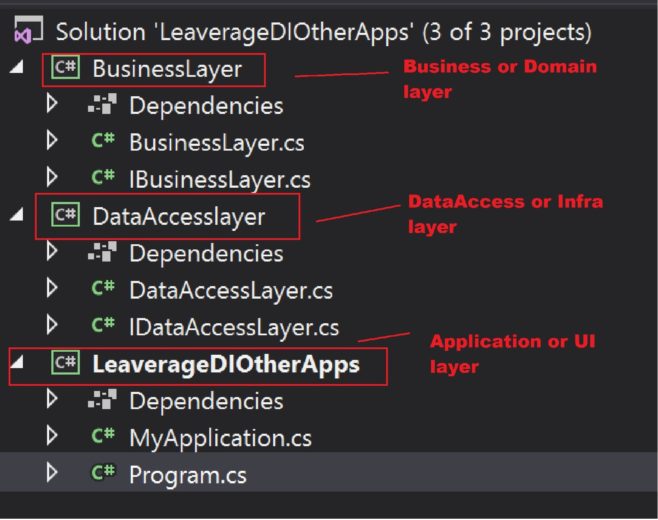 Solution 'LeaverageDIOtherApps' (3 of 3 projects)
C# BusinessLayer
Business or Domain
layer
Dependencies
C# BusinessLayer.cs
C# IBusinessLayer.cs
C# DataAccesslayer
DataAccess or Infra
layer
Dependencies
C# DataAccessLayer.cs
C# IDataAccessLayer.cs
C# LeaverageDIOtherApps
Application or UI
layer
Dependencies
C# MyApplication.cs
C# Program.cs